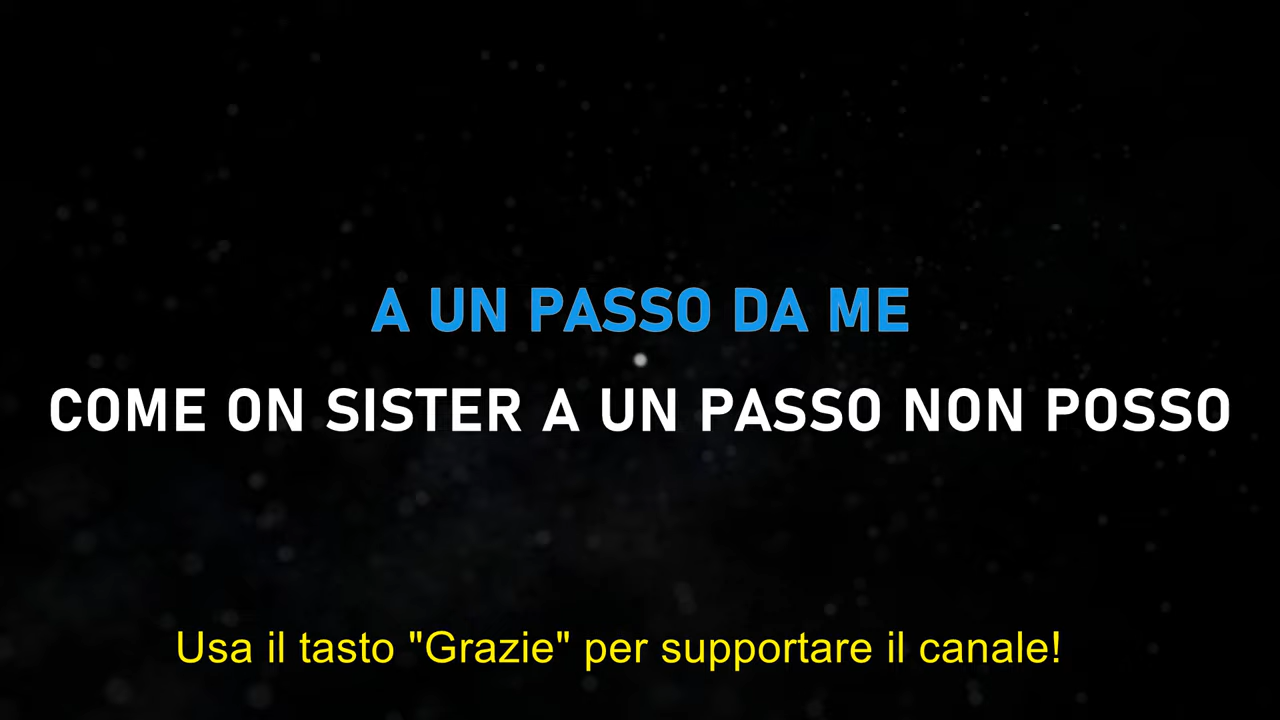 A UN PASSO DA ME
COME ON SISTER A UN PASSO NON POSSO
Usa il tasto "Grazie" per supportare il canale!